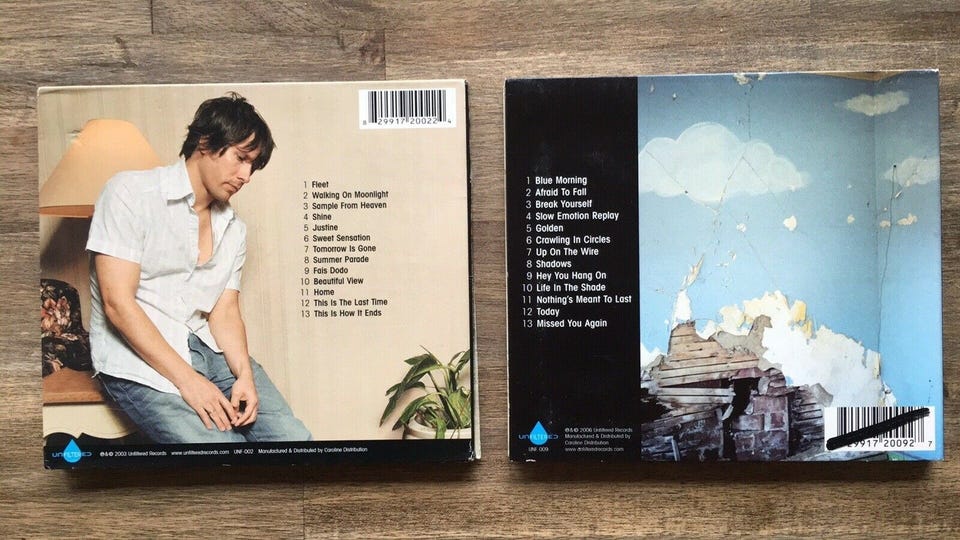 8 29917 20022 4
1 Fleet
2 Walking On Moonlight
3 Sample From Heaven
4 Shine
5 Justine
6 Sweet Sensation
7 Tomorrow Is Gone
8 Summer Parade
9 Fais Dodo
10 Beautiful View
11 Home
12 This Is The Last Time
13 This Is How It Ends
UNFILTERED
℗ & © 2003 Unfiltered Records www.unfilteredrecords.com UNF-002 Manufactured & Distributed by Caroline Distribution
1 Blue Morning
2 Afraid To Fall
3 Break Yourself
4 Slow Emotion Replay
5 Golden
6 Crawling In Circles
7 Up On The Wire
8 Shadows
9 Hey You Hang On
10 Life In The Shade
11 Nothing's Meant To Last
12 Today
13 Missed You Again
UNFILTERED
℗ & © 2006 Unfiltered Records
Manufactured & Distributed by
Caroline Distribution
UNF 009 www.unfilteredrecords.com
29917 20092 7